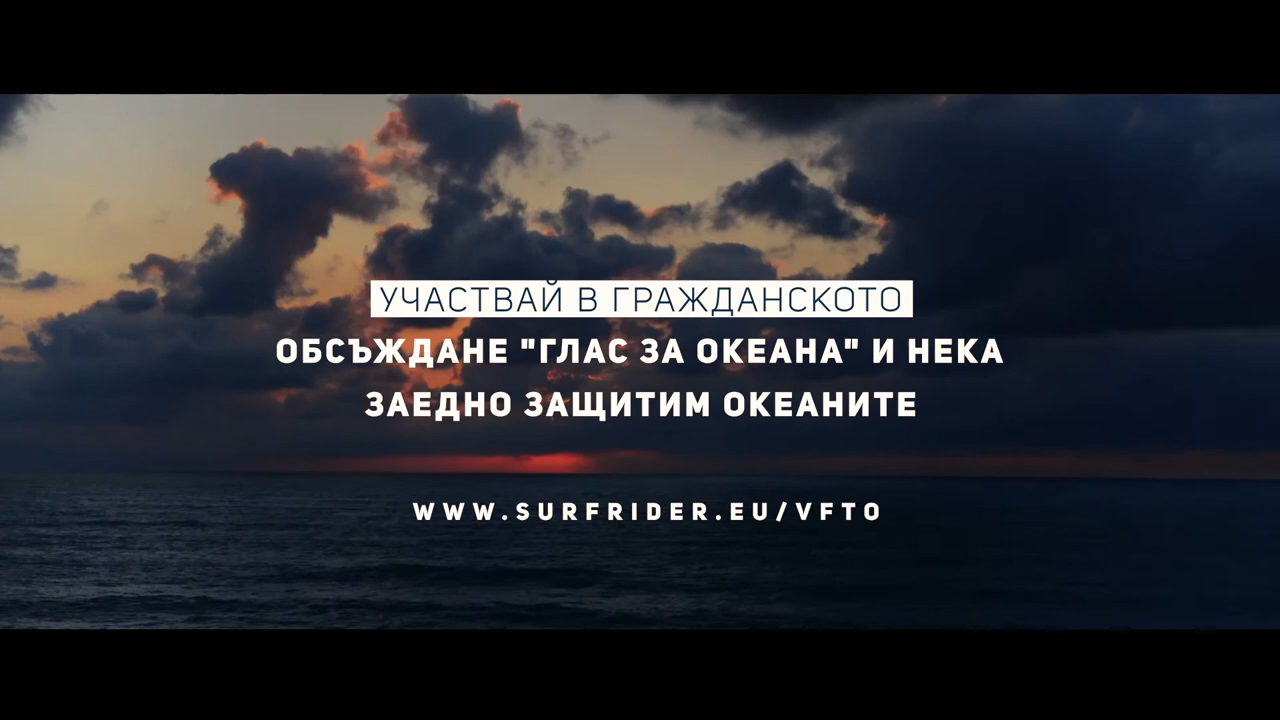 УЧАСТВАЙ В ГРАЖДАНСКОТО
ОБСЪЖДАНЕ "ГЛАС ЗА ОКЕАНА" И НЕКА
ЗАЕДНО ЗАЩИТИМ ОКЕАНИТЕ
WWW.SURFRIDER.EU/VFTO